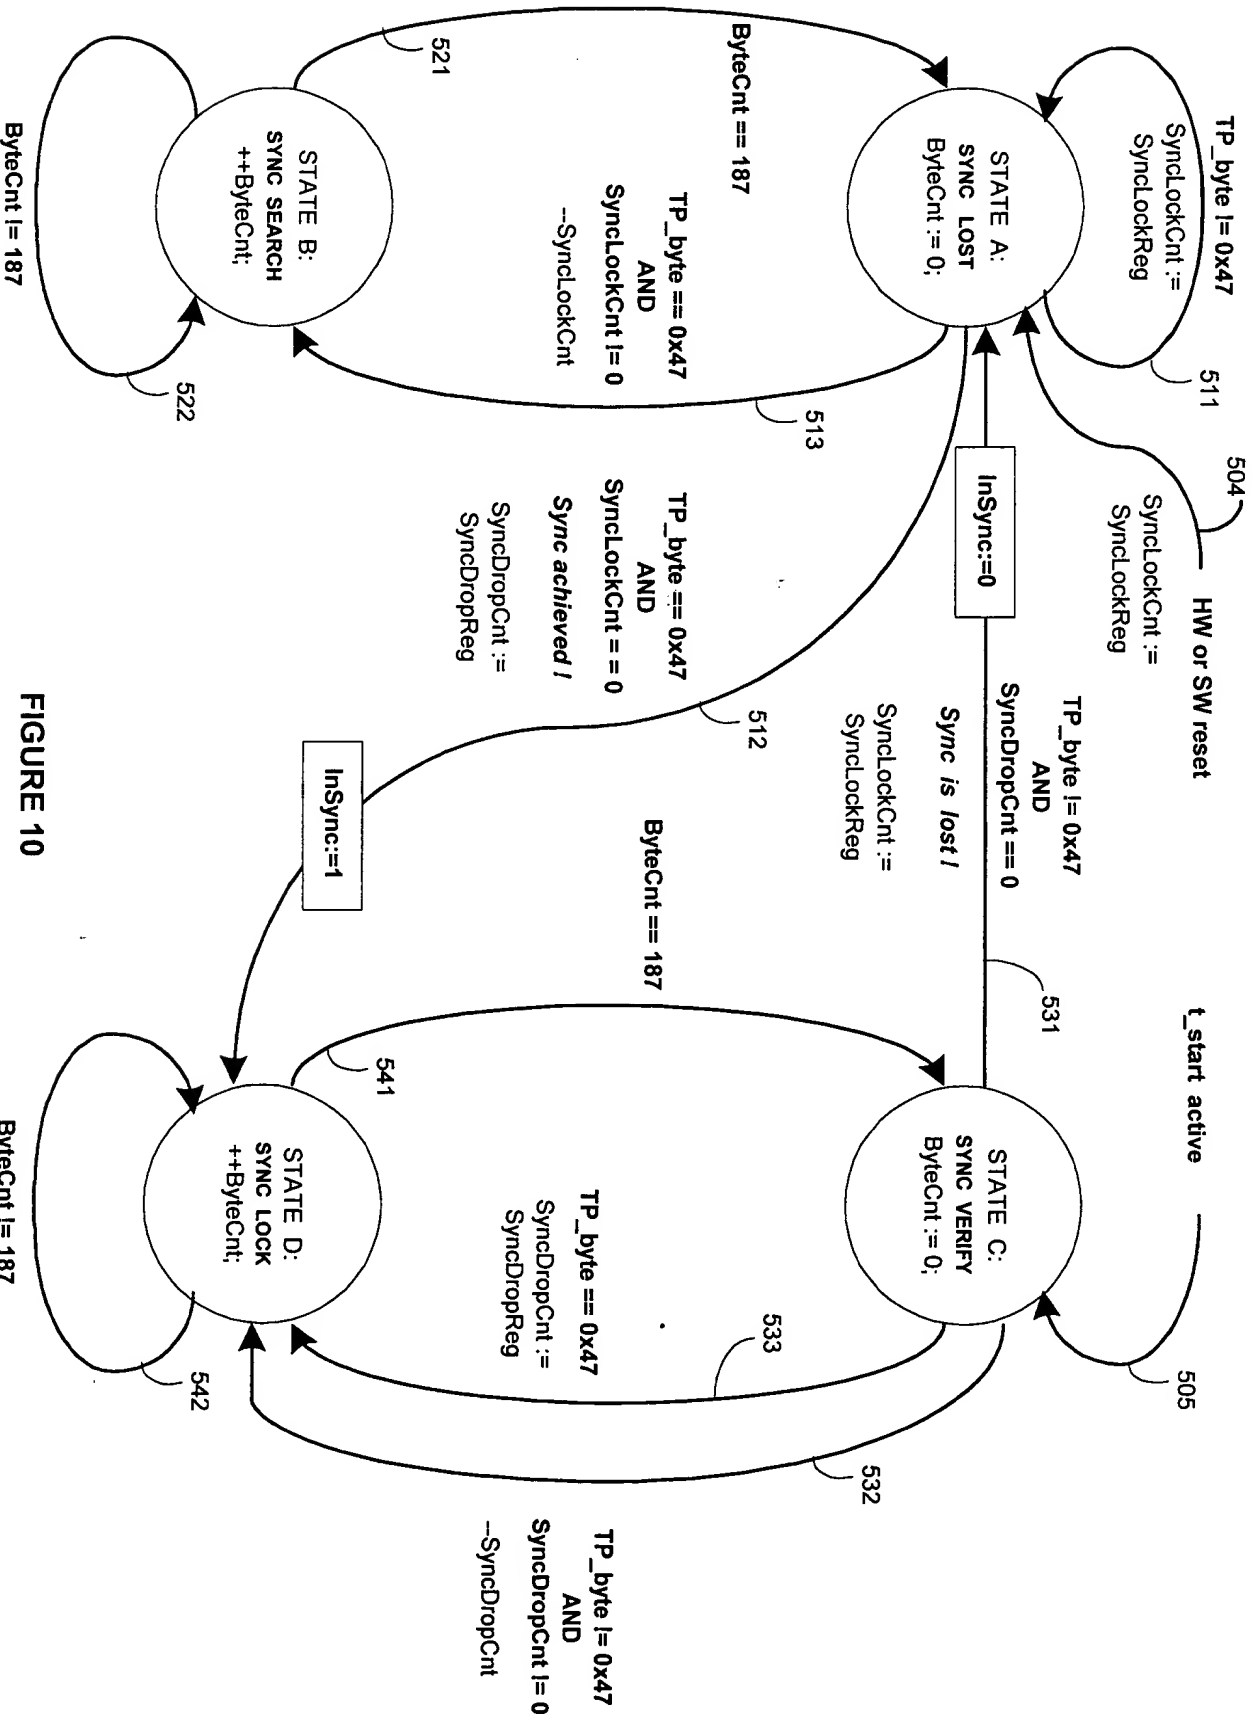 504
HW or SW reset
SyncLockCnt :=
SyncLockReg
TP_byte != 0x47
SyncLockCnt :=
SyncLockReg
511
t_start active
505
STATE A:
SYNC LOST
ByteCnt := 0;
InSync:=0
TP_byte != 0x47
AND
SyncDropCnt == 0
Sync is lost !
SyncLockCnt :=
SyncLockReg
531
STATE C:
SYNC VERIFY
ByteCnt := 0;
ByteCnt == 187
521
TP_byte == 0x47
AND
SyncLockCnt != 0
--SyncLockCnt
513
TP_byte == 0x47
AND
SyncLockCnt = = 0
Sync achieved !
SyncDropCnt :=
SyncDropReg
512
ByteCnt == 187
541
TP_byte == 0x47
SyncDropCnt :=
SyncDropReg
533
532
TP_byte != 0x47
AND
SyncDropCnt != 0
--SyncDropCnt
STATE B:
SYNC SEARCH
++ByteCnt;
InSync:=1
STATE D:
SYNC LOCK
++ByteCnt;
522
ByteCnt != 187
542
ByteCnt != 187
FIGURE 10